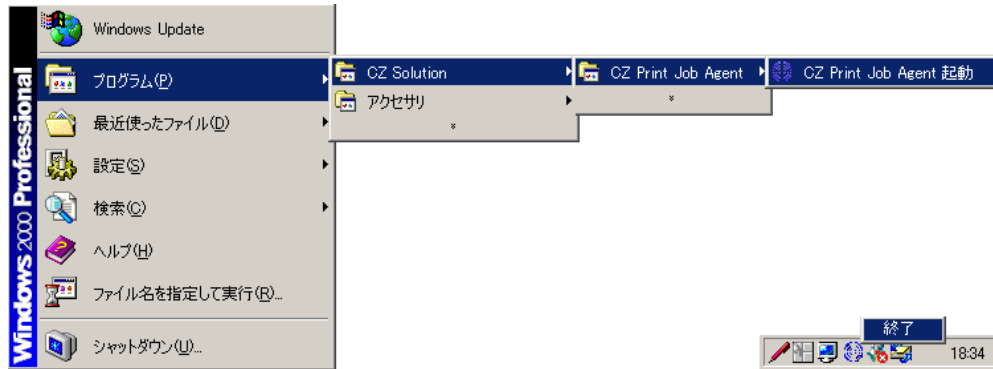 Windows 2000 Professional
Windows Update
プログラム(P)
最近使ったファイル(D)
設定(S)
検索(C)
ヘルプ(H)
ファイル名を指定して実行(R)...
シャットダウン(U)...
CZ Solution
アクセサリ
CZ Print Job Agent
CZ Print Job Agent 起動
終了
18:34